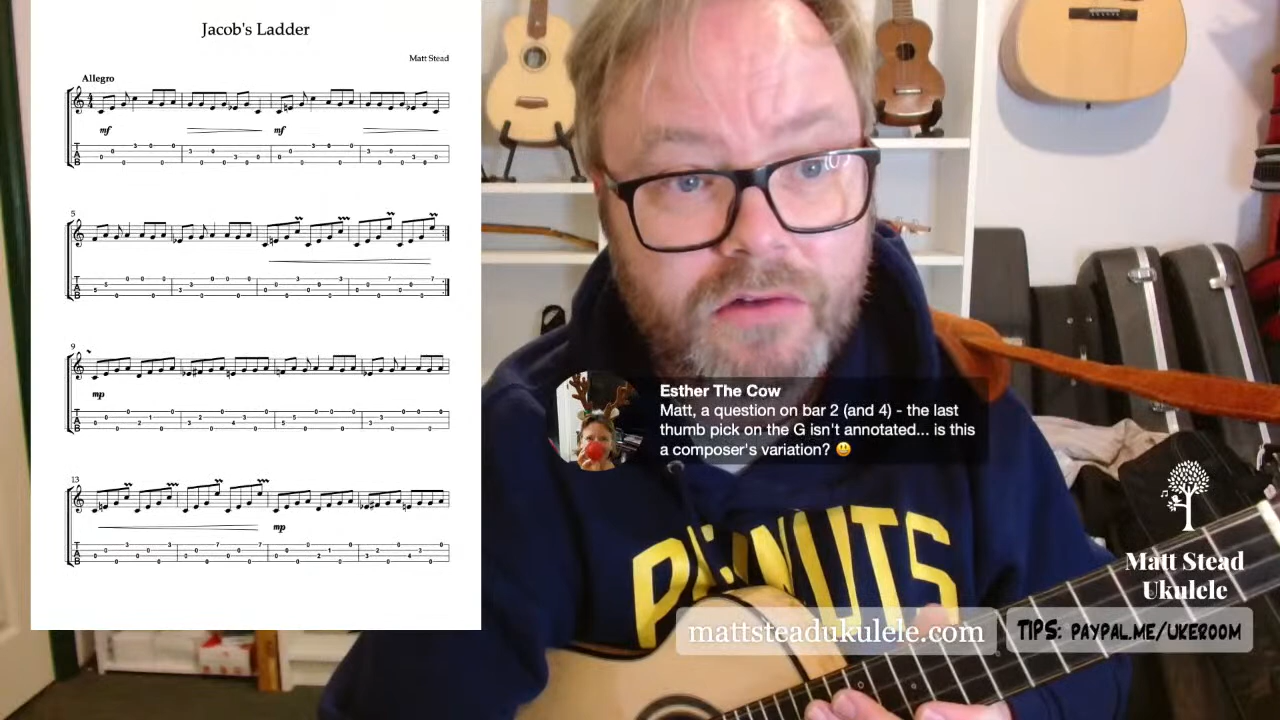 Jacob's Ladder
Matt Stead
Allegro
mf
mf
5
9
mp
13
mp
Esther The Cow
Matt, a question on bar 2 (and 4) - the last
thumb pick on the G isn't annotated... is this
a composer's variation? 😃
PEANUTS
Matt Stead
Ukulele
mattsteadukulele.com
TIPS: PAYPAL.ME/UKEROOM